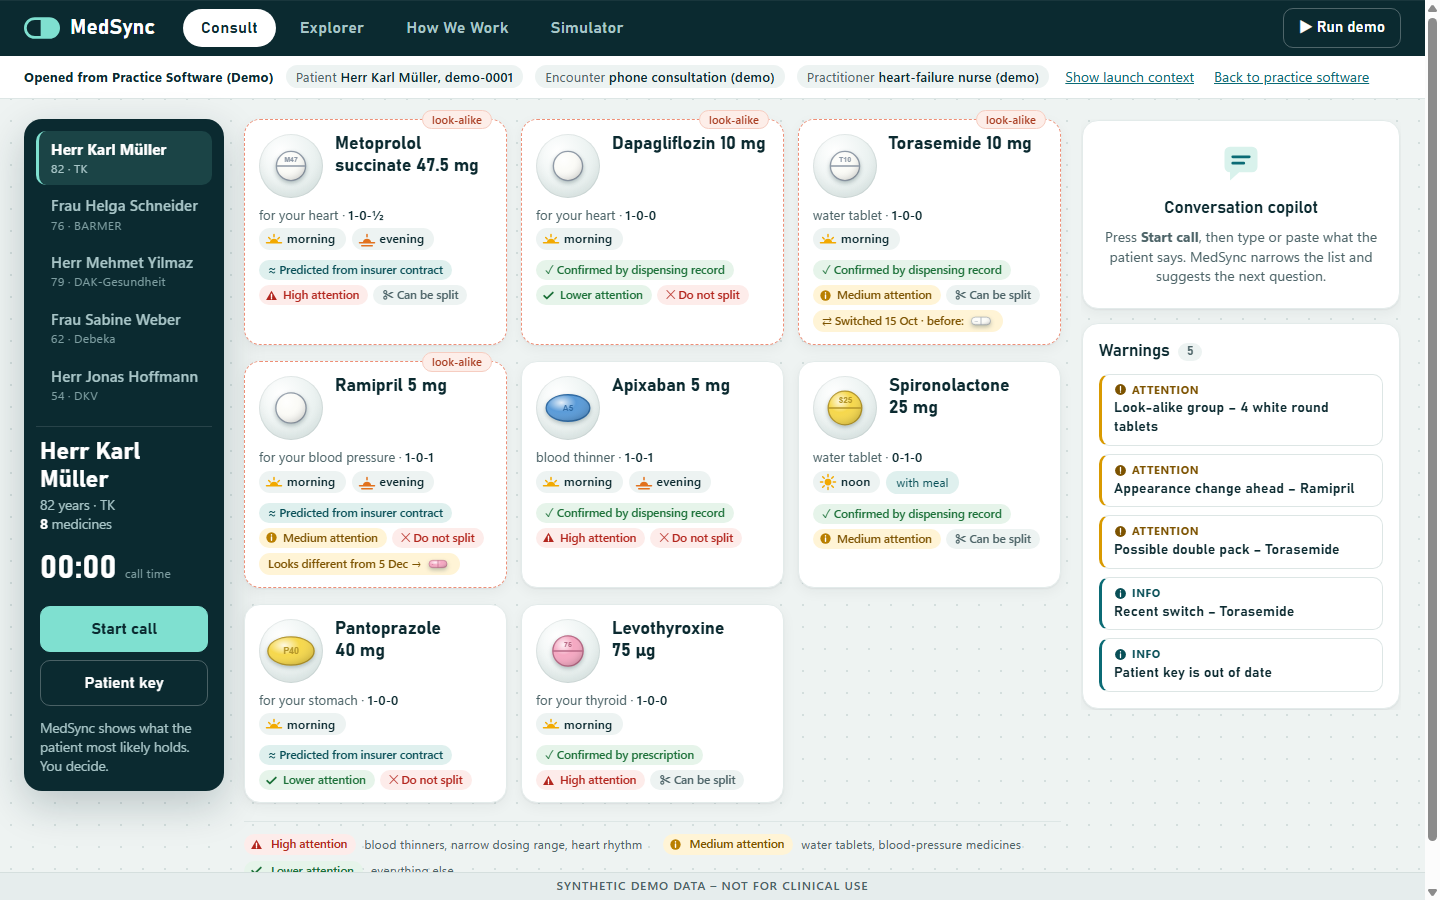 MedSync
Consult
Explorer
How We Work
Simulator
▶ Run demo
Opened from Practice Software (Demo)
Patient Herr Karl Müller, demo-0001
Encounter phone consultation (demo)
Practitioner heart-failure nurse (demo)
Show launch context
Back to practice software
Herr Karl Müller
82 · TK
Frau Helga Schneider
76 · BARMER
Herr Mehmet Yilmaz
79 · DAK-Gesundheit
Frau Sabine Weber
62 · Debeka
Herr Jonas Hoffmann
54 · DKV
Herr Karl
Müller
82 years · TK
8 medicines
00:00 call time
Start call
Patient key
MedSync shows what the
patient most likely holds.
You decide.
look-alike
M47
Metoprolol
succinate 47.5 mg
for your heart · 1-0-½
morning
evening
≈ Predicted from insurer contract
High attention
Can be split
look-alike
Dapagliflozin 10 mg
for your heart · 1-0-0
morning
✓ Confirmed by dispensing record
Lower attention
Do not split
look-alike
T10
Torasemide 10 mg
water tablet · 1-0-0
morning
✓ Confirmed by dispensing record
Medium attention
Can be split
⇄ Switched 15 Oct · before:
look-alike
Ramipril 5 mg
for your blood pressure · 1-0-1
morning
evening
≈ Predicted from insurer contract
Medium attention
Do not split
Looks different from 5 Dec →
A5
Apixaban 5 mg
blood thinner · 1-0-1
morning
evening
✓ Confirmed by dispensing record
High attention
Do not split
S25
Spironolactone
25 mg
water tablet · 0-1-0
noon
with meal
✓ Confirmed by dispensing record
Medium attention
Can be split
P40
Pantoprazole
40 mg
for your stomach · 1-0-0
morning
≈ Predicted from insurer contract
Lower attention
Do not split
76
Levothyroxine
75 µg
for your thyroid · 1-0-0
morning
✓ Confirmed by prescription
High attention
Can be split
High attention blood thinners, narrow dosing range, heart rhythm
Medium attention water tablets, blood-pressure medicines
Lower attention everything else
Conversation copilot
Press Start call, then type or paste what the
patient says. MedSync narrows the list and
suggests the next question.
Warnings 5
ATTENTION
Look-alike group – 4 white round
tablets
ATTENTION
Appearance change ahead – Ramipril
ATTENTION
Possible double pack – Torasemide
INFO
Recent switch – Torasemide
INFO
Patient key is out of date
SYNTHETIC DEMO DATA – NOT FOR CLINICAL USE